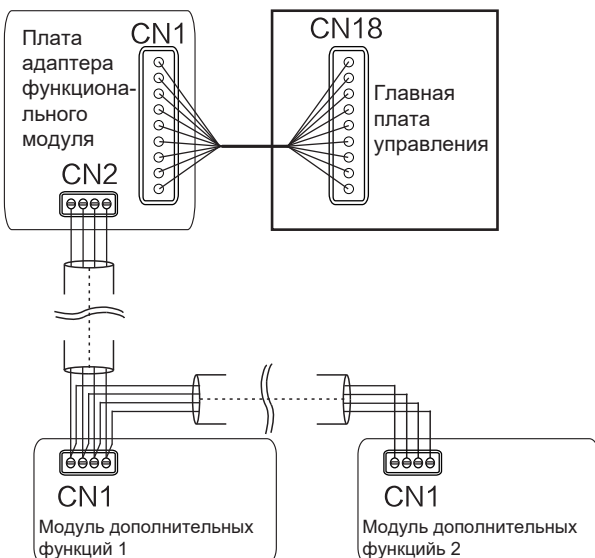 Плата
адаптера
функциона-
льного
модуля
CN1
CN18
Главная
плата
управления
CN2
CN1
Модуль дополнительных
функций 1
CN1
Модуль дополнительных
функцийь 2